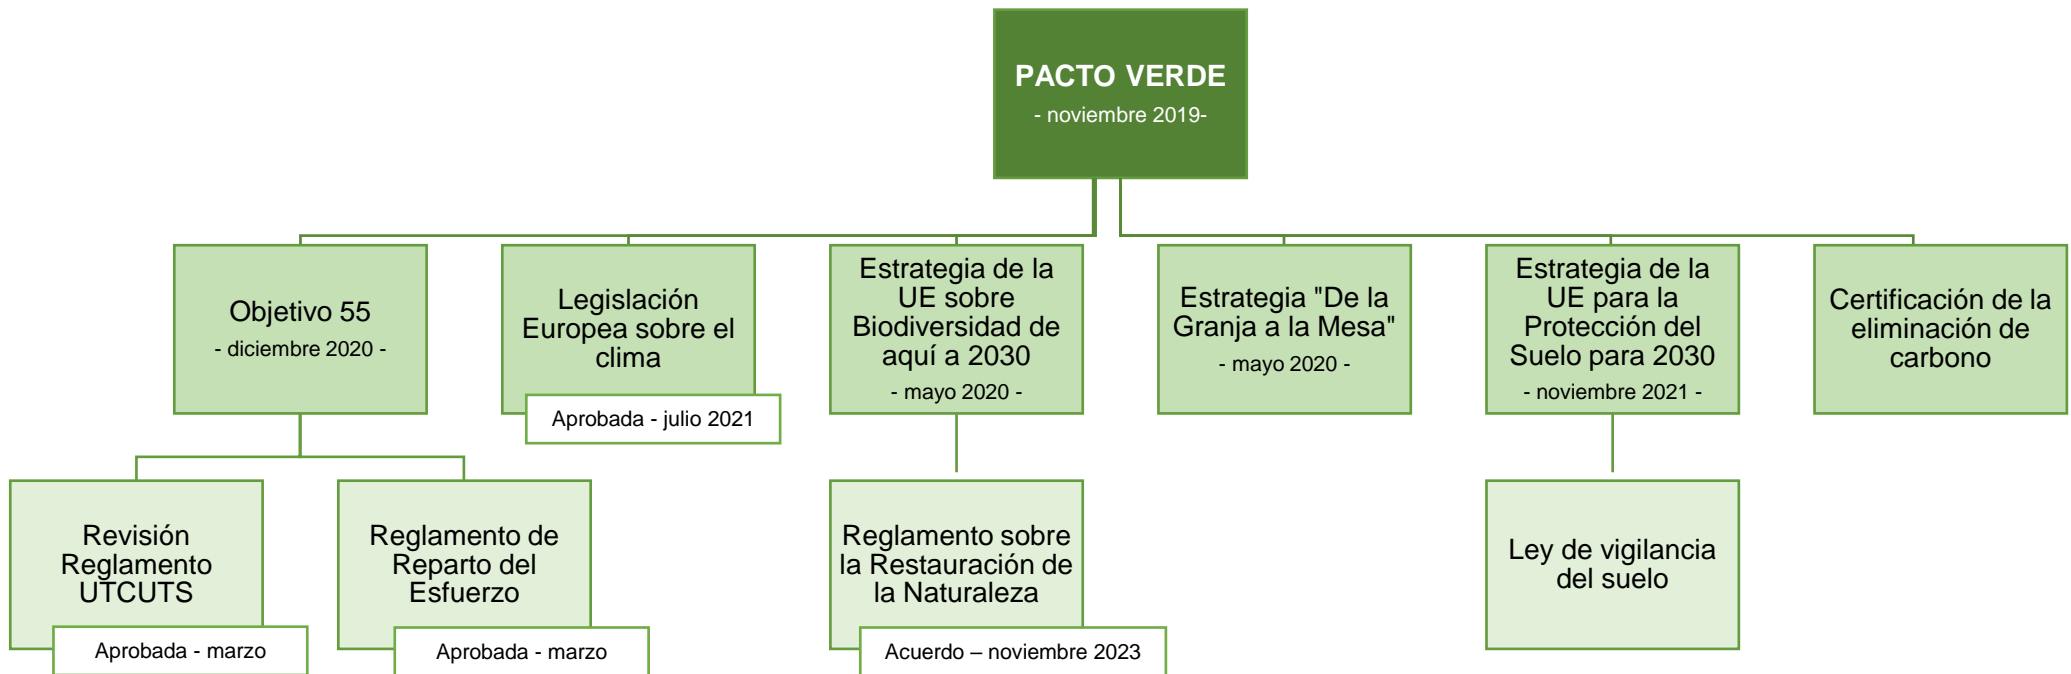 PACTO VERDE
- noviembre 2019-
Objetivo 55
- diciembre 2020 -
Legislación
Europea sobre el
clima
Aprobada - julio 2021
Estrategia de la
UE sobre
Biodiversidad de
aquí a 2030
- mayo 2020 -
Estrategia "De la
Granja a la Mesa"
- mayo 2020 -
Estrategia de la
UE para la
Protección del
Suelo para 2030
- noviembre 2021 -
Certificación de la
eliminación de
carbono
Revisión
Reglamento
UTCUTS
Aprobada - marzo
Reglamento de
Reparto del
Esfuerzo
Aprobada - marzo
Reglamento sobre
la Restauración de
la Naturaleza
Acuerdo – noviembre 2023
Ley de vigilancia
del suelo